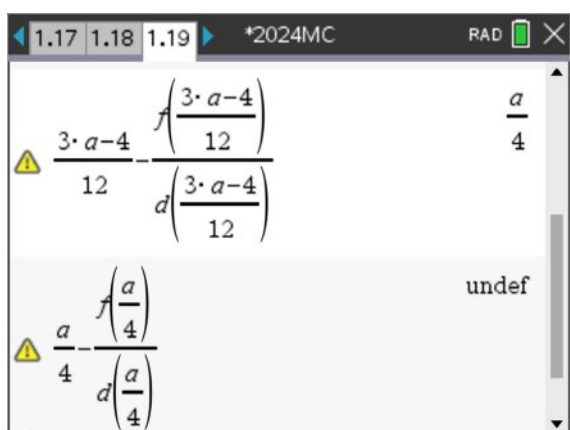 1.17 1.18 1.19 *2024MC RAD
(3·a−4)/12 − f((3·a−4)/12)/d((3·a−4)/12) a/4
a/4 − f(a/4)/d(a/4) undef